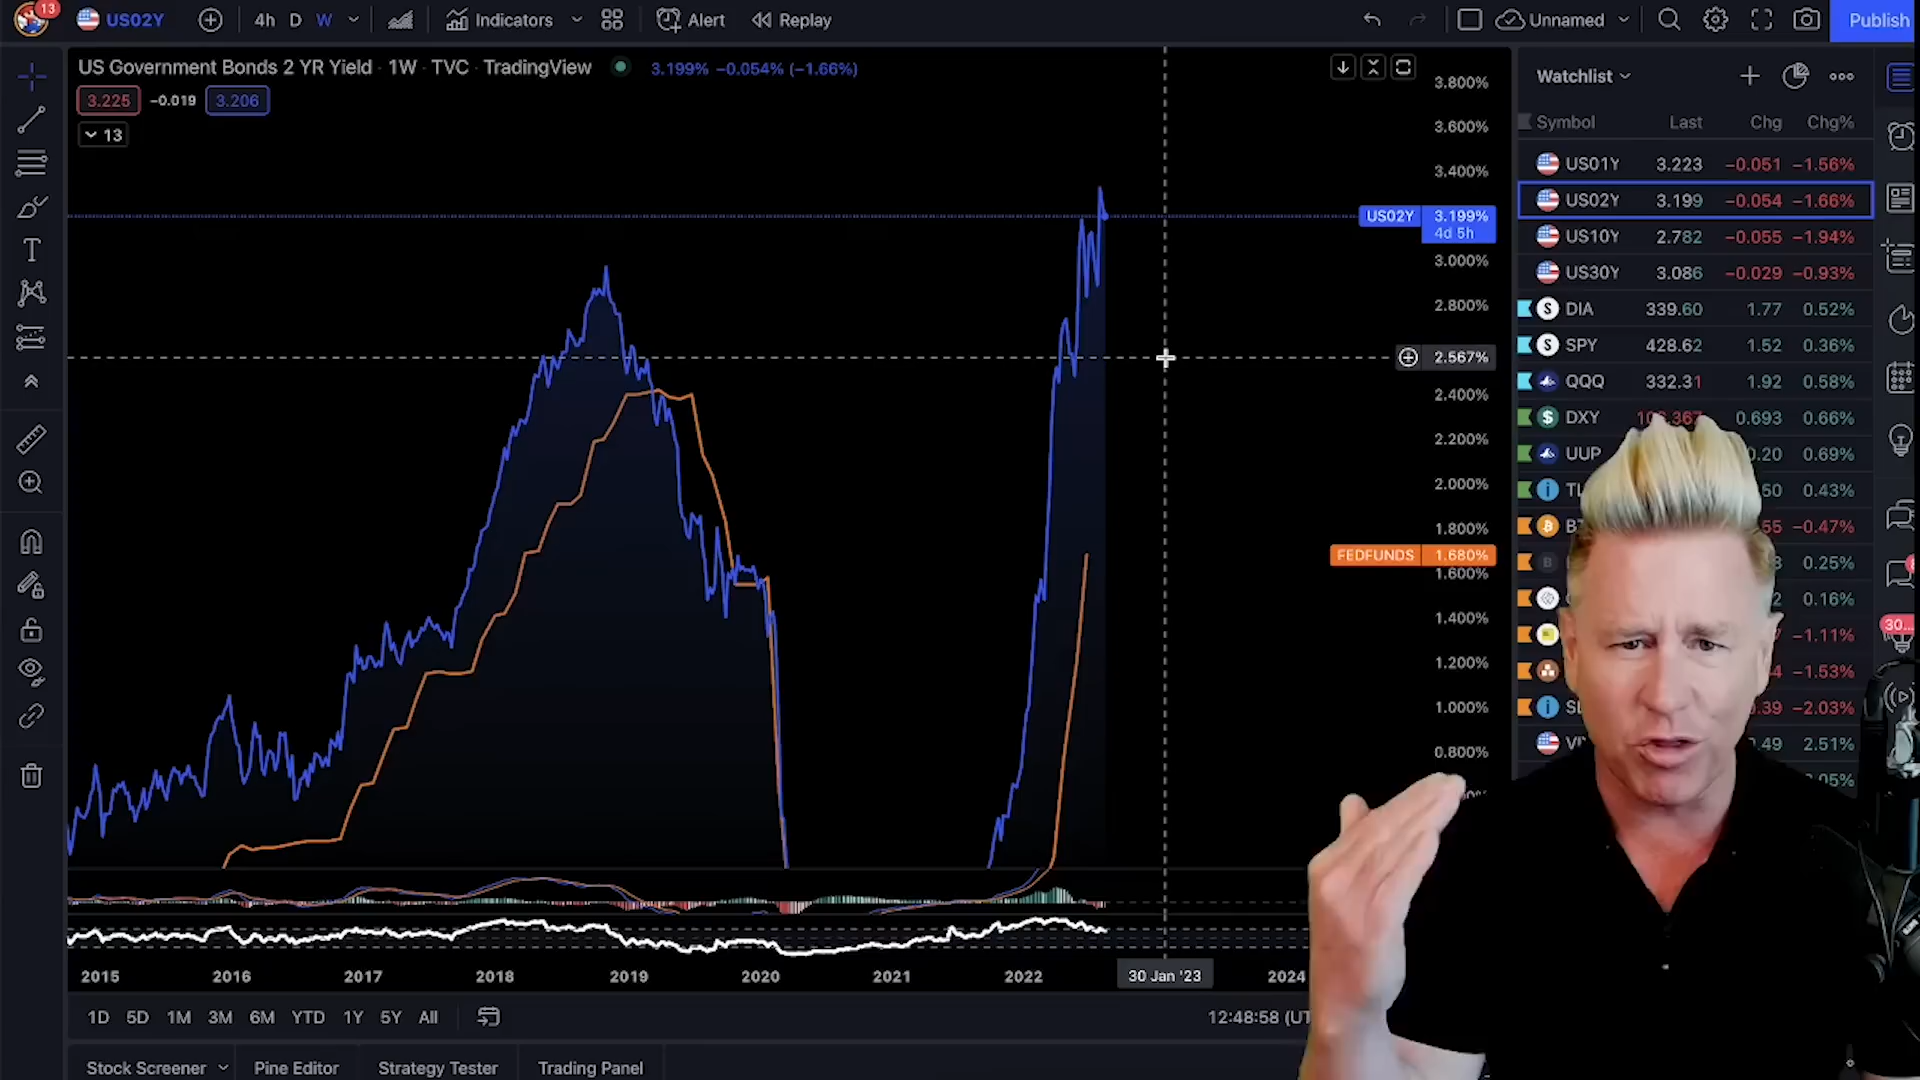 13 US02Y 4h D W Indicators Alert Replay Unnamed Publish
US Government Bonds 2 YR Yield · 1W · TVC · TradingView 3.199% −0.054% (−1.66%)
3.225 −0.019 3.206
13
3.800%
3.600%
3.400%
US02Y 3.199%
4d 5h
3.000%
2.800%
2.567%
2.400%
2.200%
2.000%
1.800%
FEDFUNDS 1.680%
1.600%
1.400%
1.200%
1.000%
0.800%
2015 2016 2017 2018 2019 2020 2021 2022 30 Jan '23 2024
1D 5D 1M 3M 6M YTD 1Y 5Y All 12:48:58 (UT
Stock Screener Pine Editor Strategy Tester Trading Panel
Watchlist
Symbol Last Chg Chg%
US01Y 3.223 −0.051 −1.56%
US02Y 3.199 −0.054 −1.66%
US10Y 2.782 −0.055 −1.94%
US30Y 3.086 −0.029 −0.93%
DIA 339.60 1.77 0.52%
SPY 428.62 1.52 0.36%
QQQ 332.31 1.92 0.58%
DXY 0.693 0.66%
UUP 0.20 0.69%
0.43%
−0.47%
0.25%
0.16%
−1.11%
−1.53%
−2.03%
2.51%
30...